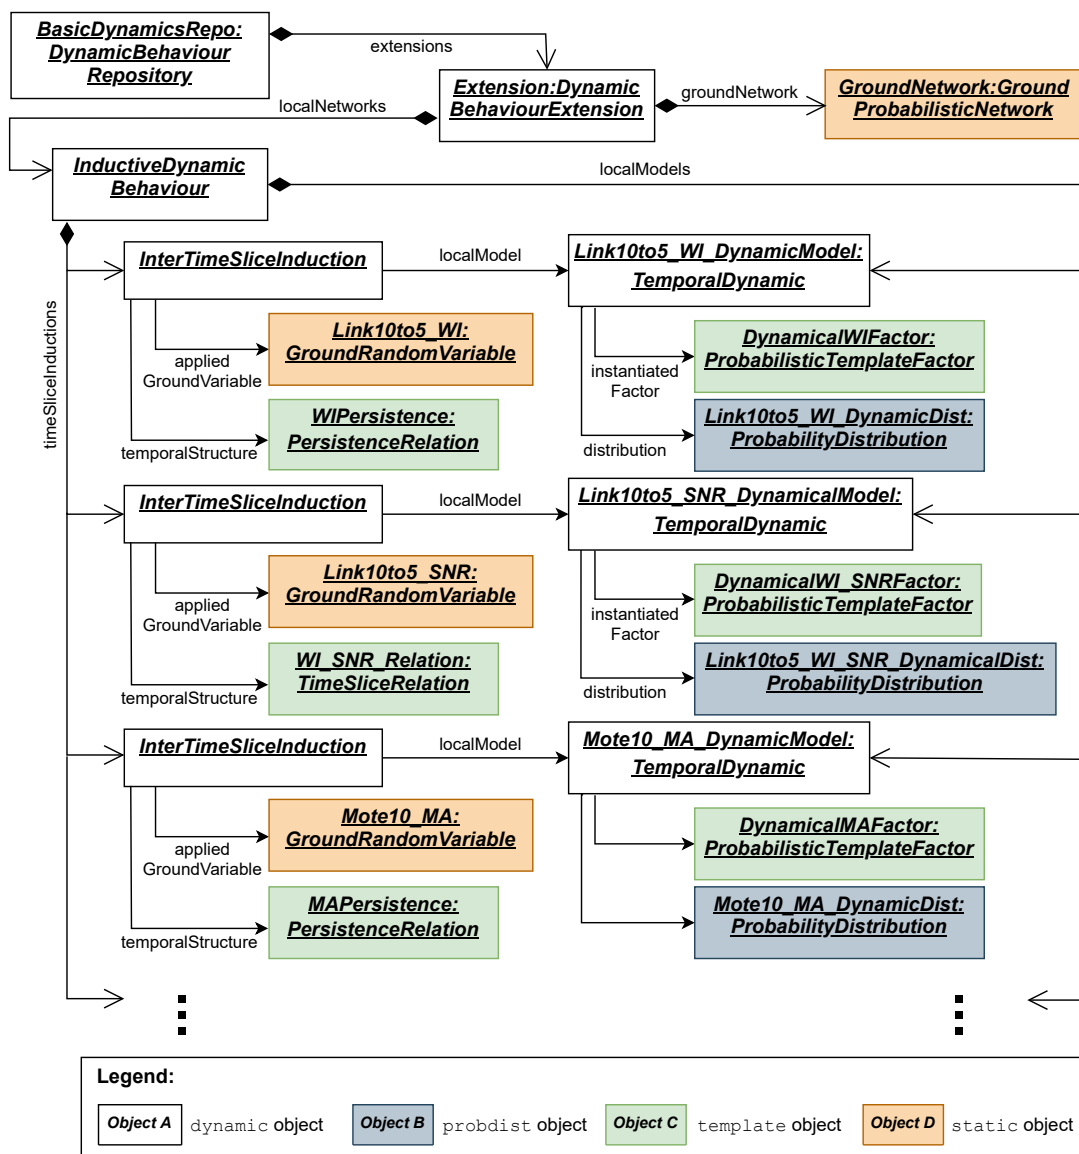 BasicDynamicsRepo:
DynamicBehaviour
Repository
extensions
Extension:Dynamic
BehaviourExtension
groundNetwork
GroundNetwork:Ground
ProbabilisticNetwork
localNetworks
InductiveDynamic
Behaviour
localModels
timeSliceInductions
InterTimeSliceInduction
localModel
Link10to5_WI_DynamicModel:
TemporalDynamic
applied
GroundVariable
Link10to5_WI:
GroundRandomVariable
instantiated
Factor
DynamicalWIFactor:
ProbabilisticTemplateFactor
temporalStructure
WIPersistence:
PersistenceRelation
distribution
Link10to5_WI_DynamicDist:
ProbabilityDistribution
InterTimeSliceInduction
localModel
Link10to5_SNR_DynamicalModel:
TemporalDynamic
applied
GroundVariable
Link10to5_SNR:
GroundRandomVariable
instantiated
Factor
DynamicalWI_SNRFactor:
ProbabilisticTemplateFactor
temporalStructure
WI_SNR_Relation:
TimeSliceRelation
distribution
Link10to5_WI_SNR_DynamicalDist:
ProbabilityDistribution
InterTimeSliceInduction
localModel
Mote10_MA_DynamicModel:
TemporalDynamic
applied
GroundVariable
Mote10_MA:
GroundRandomVariable
DynamicalMAFactor:
ProbabilisticTemplateFactor
temporalStructure
MAPersistence:
PersistenceRelation
Mote10_MA_DynamicDist:
ProbabilityDistribution
Legend:
Object A dynamic object
Object B probdist object
Object C template object
Object D static object